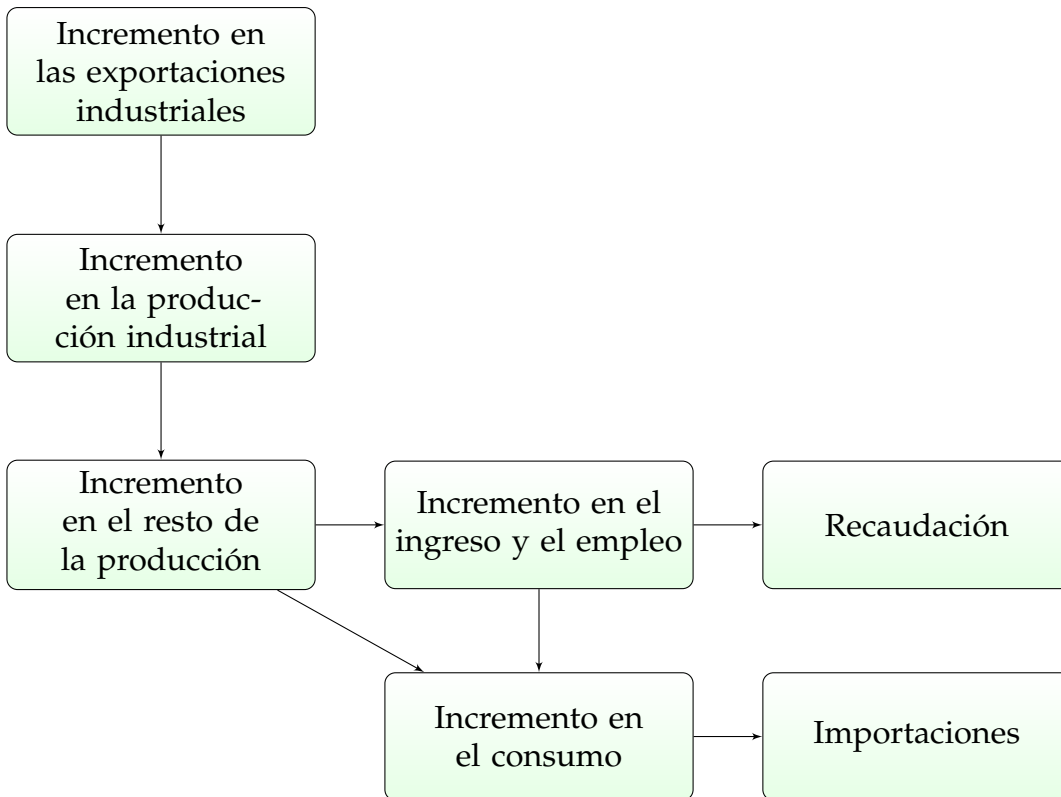 Incremento en
las exportaciones
industriales
Incremento
en la produc-
ción industrial
Incremento
en el resto de
la producción
Incremento en el
ingreso y el empleo
Recaudación
Incremento en
el consumo
Importaciones